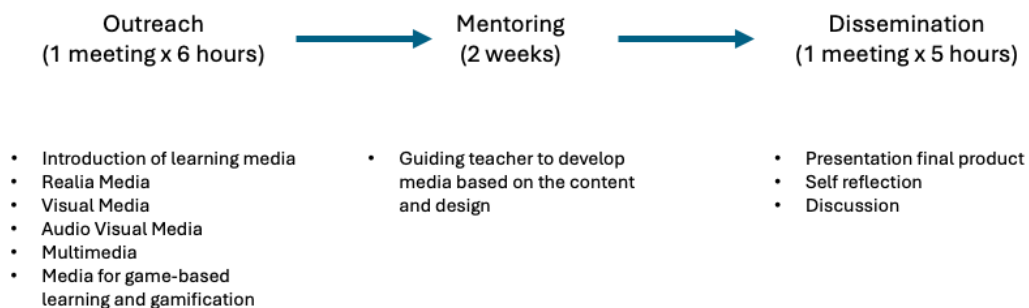 Outreach
(1 meeting x 6 hours)
Mentoring
(2 weeks)
Dissemination
(1 meeting x 5 hours)
• Introduction of learning media
• Realia Media
• Visual Media
• Audio Visual Media
• Multimedia
• Media for game-based
learning and gamification
• Guiding teacher to develop
media based on the content
and design
• Presentation final product
• Self reflection
• Discussion